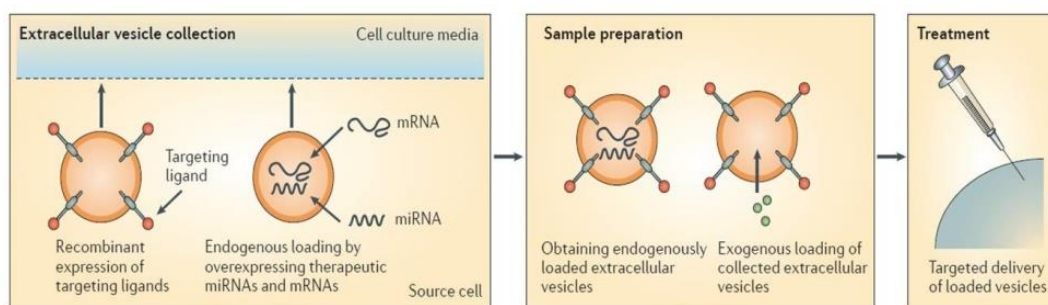 Extracellular vesicle collection
Cell culture media
Targeting
ligand
mRNA
miRNA
Recombinant
expression of
targeting ligands
Endogenous loading by
overexpressing therapeutic
miRNAs and mRNAs
Source cell
Sample preparation
Obtaining endogenously
loaded extracellular
vesicles
Exogenous loading of
collected extracellular
vesicles
Treatment
Targeted delivery
of loaded vesicles